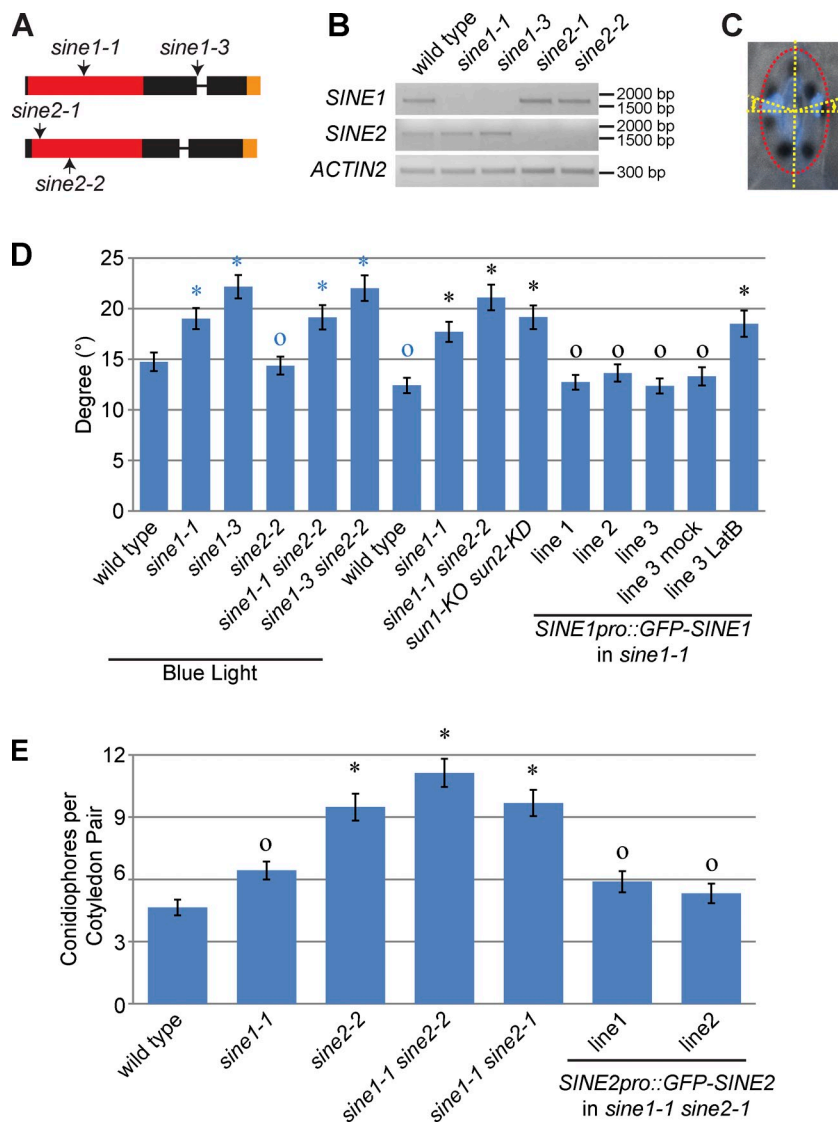 A
sine1-1
sine1-3
sine2-1
sine2-2
B
wild type
sine1-1
sine1-3
sine2-1
sine2-2
SINE1
2000 bp
1500 bp
SINE2
2000 bp
1500 bp
ACTIN2
300 bp
C
D
Degree (°)
25
20
15
10
5
0
*
*
o
*
*
o
*
*
*
o
o
o
o
*
wild type
sine1-1
sine1-3
sine2-2
sine1-1 sine2-2
sine1-3 sine2-2
wild type
sine1-1
sine1-1 sine2-2
sun1-KO sun2-KD
line 1
line 2
line 3
line 3 mock
line 3 LatB
Blue Light
SINE1pro::GFP-SINE1
in sine1-1
E
Conidiophores per
Cotyledon Pair
12
9
6
3
0
o
*
*
*
o
o
wild type
sine1-1
sine2-2
sine1-1 sine2-2
sine1-1 sine2-1
line1
line2
SINE2pro::GFP-SINE2
in sine1-1 sine2-1